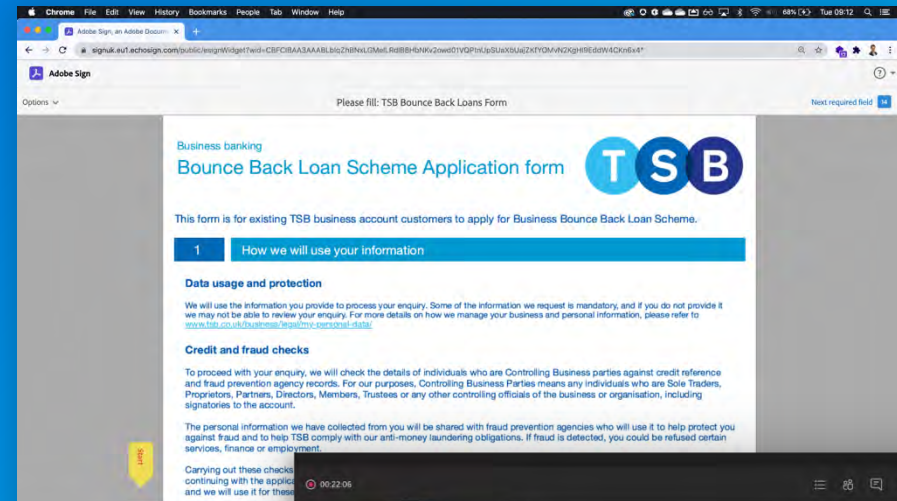 Chrome File Edit View History Bookmarks People Tab Window Help 68% Tue 09:12
Adobe Sign, an Adobe Docum
Adobe Sign
Options Please fill: TSB Bounce Back Loans Form Next required field 14
Business banking
Bounce Back Loan Scheme Application form
TSB
This form is for existing TSB business account customers to apply for Business Bounce Back Loan Scheme.
1 How we will use your information
Data usage and protection
We will use the information you provide to process your enquiry. Some of the information we request is mandatory, and if you do not provide it
we may not be able to review your enquiry. For more details on how we manage your business and personal information, please refer to
www.tsb.co.uk/business/legal/my-personal-data/
Credit and fraud checks
To proceed with your enquiry, we will check the details of individuals who are Controlling Business parties against credit reference
and fraud prevention agency records. For our purposes, Controlling Business Parties means any individuals who are Sole Traders,
Proprietors, Partners, Directors, Members, Trustees or any other controlling officials of the business or organisation, including
signatories to the account.
The personal information we have collected from you will be shared with fraud prevention agencies who will use it to help protect you
against fraud and to help TSB comply with our anti-money laundering obligations. If fraud is detected, you could be refused certain
services, finance or employment.
Start
Carrying out these checks
continuing with the applica
and we will use it for these
00:22:06